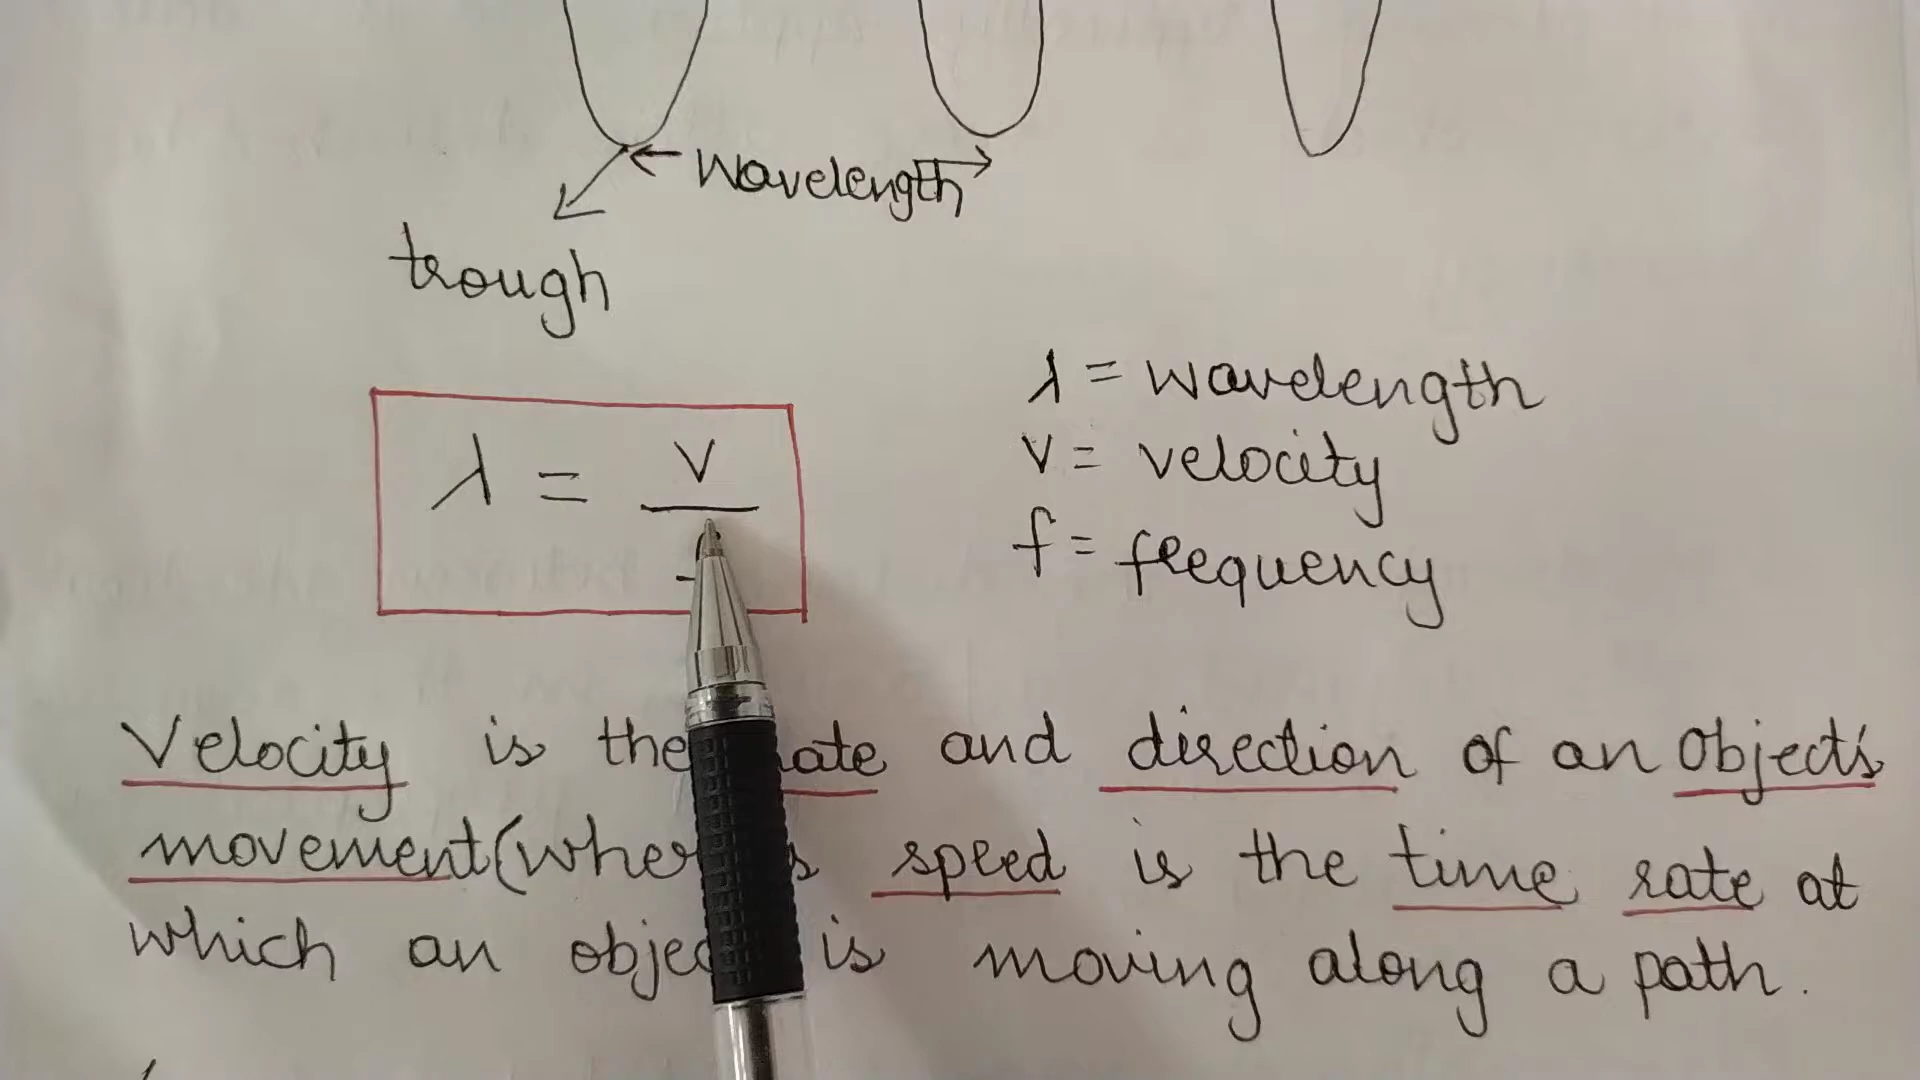 Wavelength
trough
λ = wavelength
λ = v
v = velocity
f = frequency
Velocity is the and direction of an Object's
movement( speed is the time rate at
which an is moving along a path.